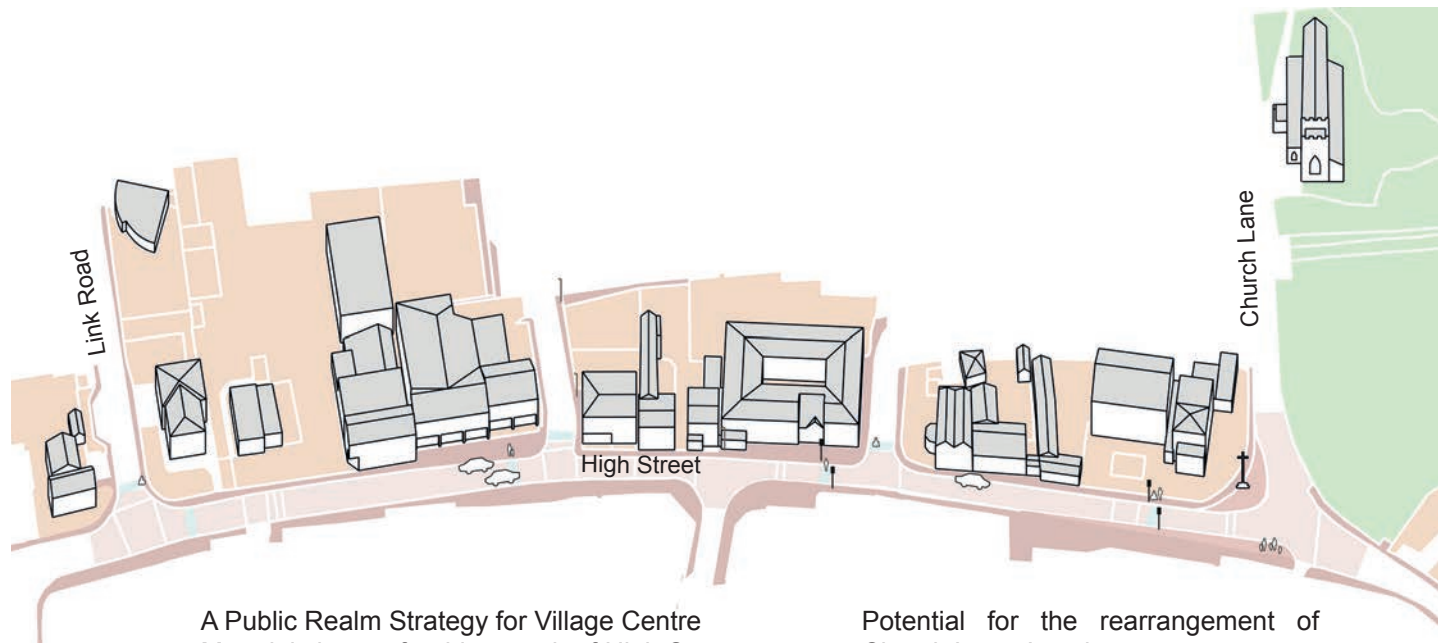 Link Road
High Street
Church Lane
A Public Realm Strategy for Village Centre
Potential for the rearrangement of